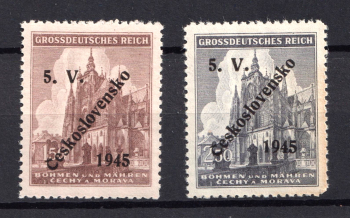 GROSSDEUTSCHES REICH
5. V.
Československo
1945
BÖHMEN UND MÄHREN
ČECHY A MORAVA
GROSSDEUTSCHES REICH
5. V.
Československo
1945
BÖHMEN UND MÄHREN
ČECHY A MORAVA